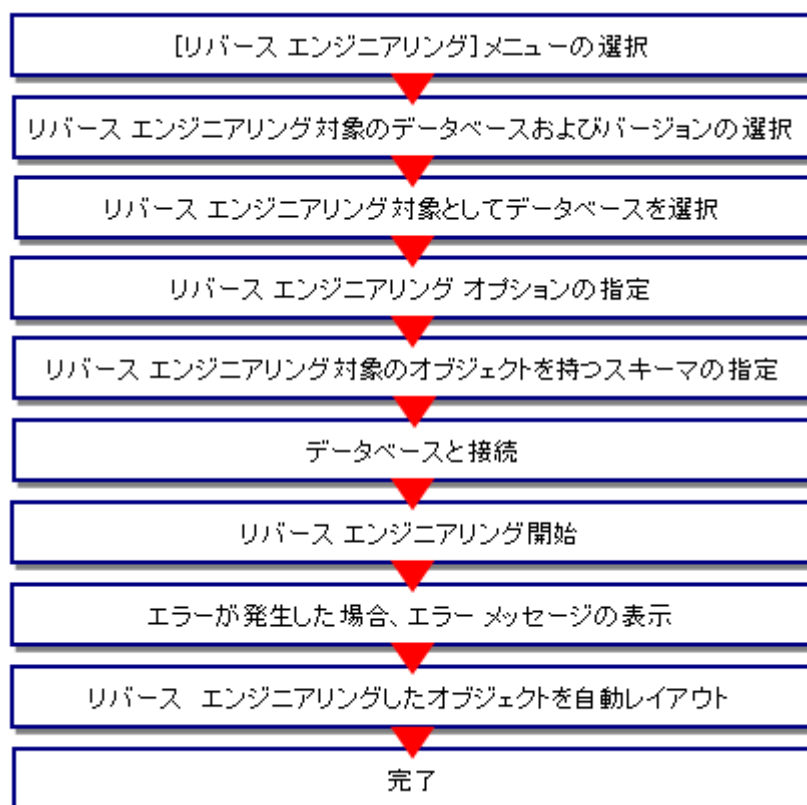 [リバース エンジニアリング]メニューの選択
リバース エンジニアリング対象のデータベースおよびバージョンの選択
リバース エンジニアリング対象としてデータベースを選択
リバース エンジニアリング オプションの指定
リバース エンジニアリング対象のオブジェクトを持つスキーマの指定
データベースと接続
リバース エンジニアリング開始
エラーが発生した場合、エラー メッセージの表示
リバース エンジニアリングしたオブジェクトを自動レイアウト
完了